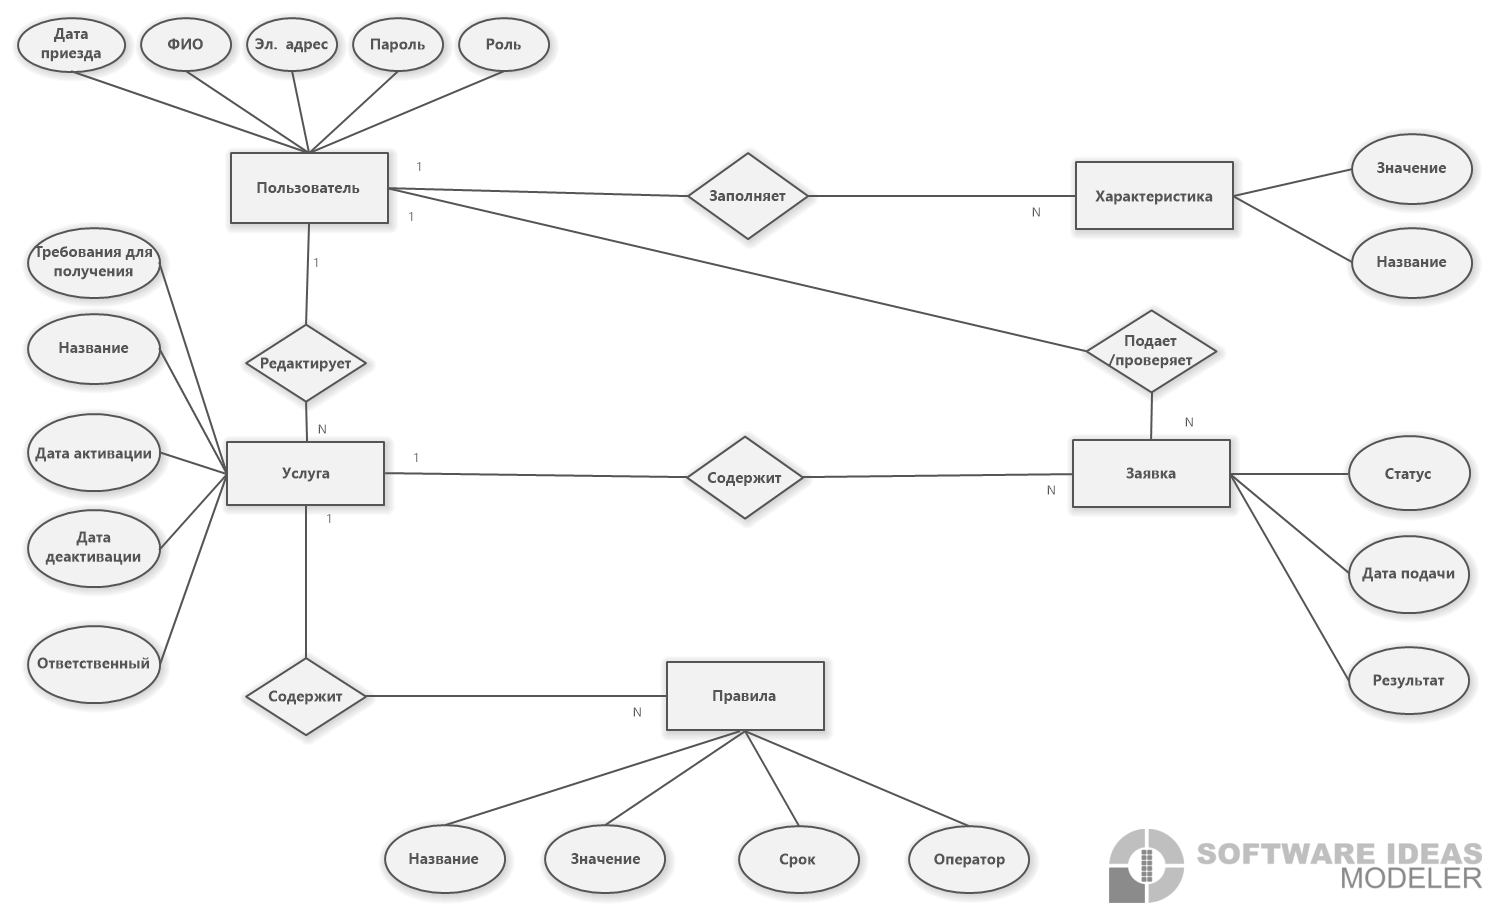 Дата
приезда
ФИО
Эл. адрес
Пароль
Роль
Пользователь
1
1
1
Заполняет
N
Характеристика
Значение
Название
Требования для
получения
Название
Дата активации
Дата
деактивации
Ответственный
Редактирует
N
Подает
/проверяет
N
Услуга
1
1
Содержит
N
Заявка
Статус
Дата подачи
Результат
Содержит
N
Правила
Название
Значение
Срок
Оператор
SOFTWARE IDEAS
MODELER